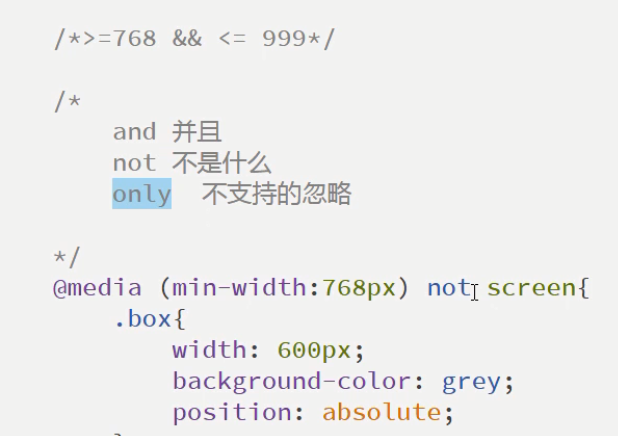 /*>=768 && <= 999*/
/*
and 并且
not 不是什么
only 不支持的忽略
*/
@media (min-width:768px) not screen{
.box{
width: 600px;
background-color: grey;
position: absolute;